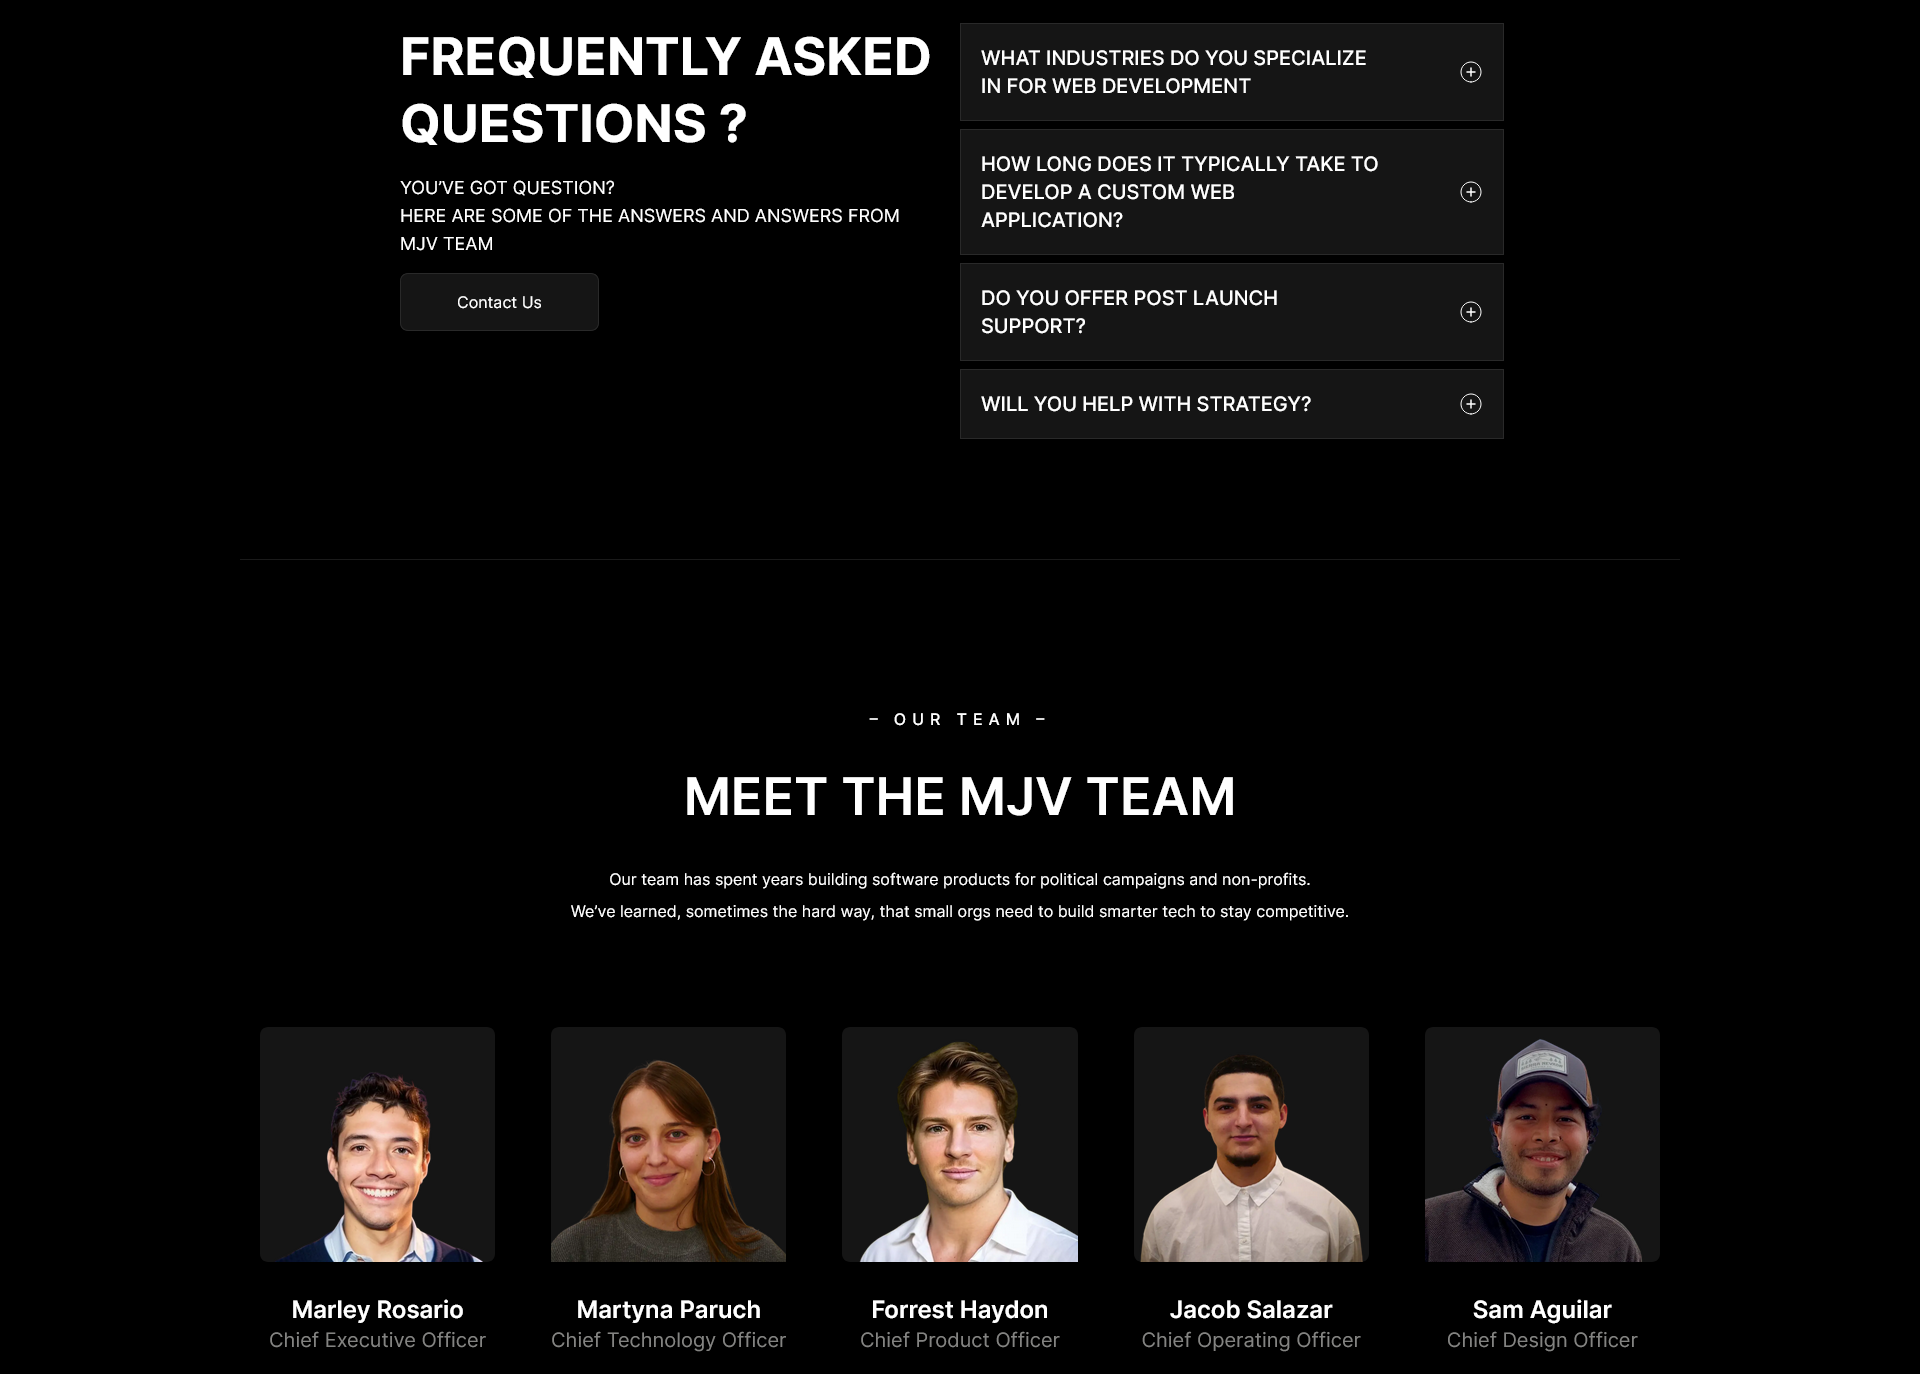 FREQUENTLY ASKED
QUESTIONS ?
YOU’VE GOT QUESTION?
HERE ARE SOME OF THE ANSWERS AND ANSWERS FROM
MJV TEAM
Contact Us
WHAT INDUSTRIES DO YOU SPECIALIZE
IN FOR WEB DEVELOPMENT
HOW LONG DOES IT TYPICALLY TAKE TO
DEVELOP A CUSTOM WEB
APPLICATION?
DO YOU OFFER POST LAUNCH
SUPPORT?
WILL YOU HELP WITH STRATEGY?
– OUR TEAM –
MEET THE MJV TEAM
Our team has spent years building software products for political campaigns and non-profits.
We’ve learned, sometimes the hard way, that small orgs need to build smarter tech to stay competitive.
Marley Rosario
Chief Executive Officer
Martyna Paruch
Chief Technology Officer
Forrest Haydon
Chief Product Officer
Jacob Salazar
Chief Operating Officer
Sam Aguilar
Chief Design Officer